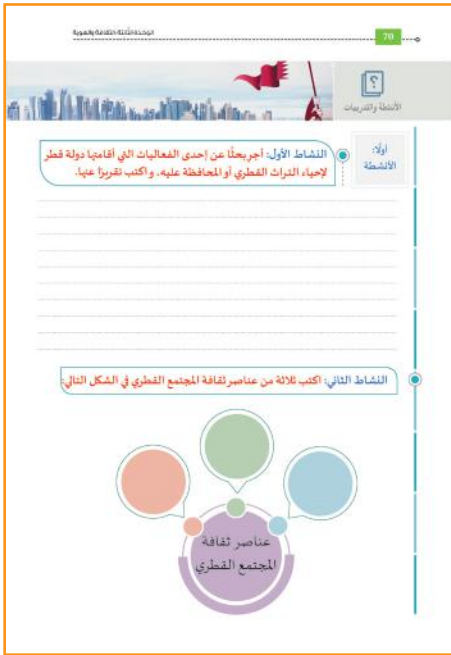 70
الوحدة الثالثة: الثقافة والهوية
الأنشطة والتدريبات
أولًا:
الأنشطة
النشاط الأول: أجرِ بحثًا عن إحدى الفعاليات التي أقامتها دولة قطر
لإحياء التراث القطري أو المحافظة عليه. واكتب تقريرًا عنها.
النشاط الثاني: اكتب ثلاثة من عناصر ثقافة المجتمع القطري في الشكل التالي:
عناصر ثقافة
المجتمع القطري